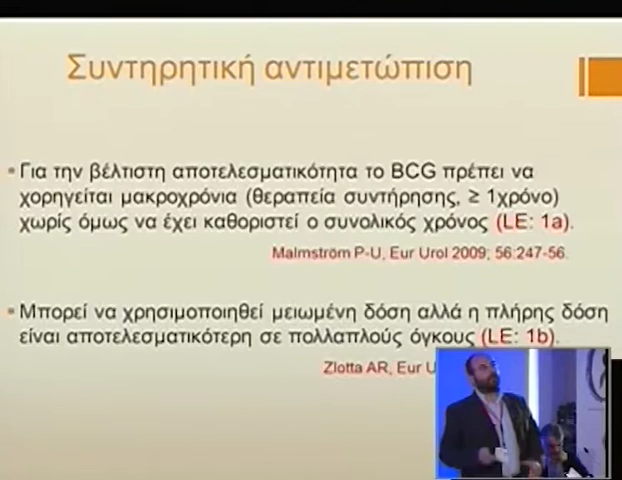 Συντηρητική αντιμετώπιση
Για την βέλτιστη αποτελεσματικότητα το BCG πρέπει να
χορηγείται μακροχρόνια (θεραπεία συντήρησης, ≥ 1χρόνο)
χωρίς όμως να έχει καθοριστεί ο συνολικός χρόνος (LE: 1a).
Malmström P-U, Eur Urol 2009; 56:247-56.
Μπορεί να χρησιμοποιηθεί μειωμένη δόση αλλά η πλήρης δόση
είναι αποτελεσματικότερη σε πολλαπλούς όγκους (LE: 1b).
Zlotta AR, Eur U